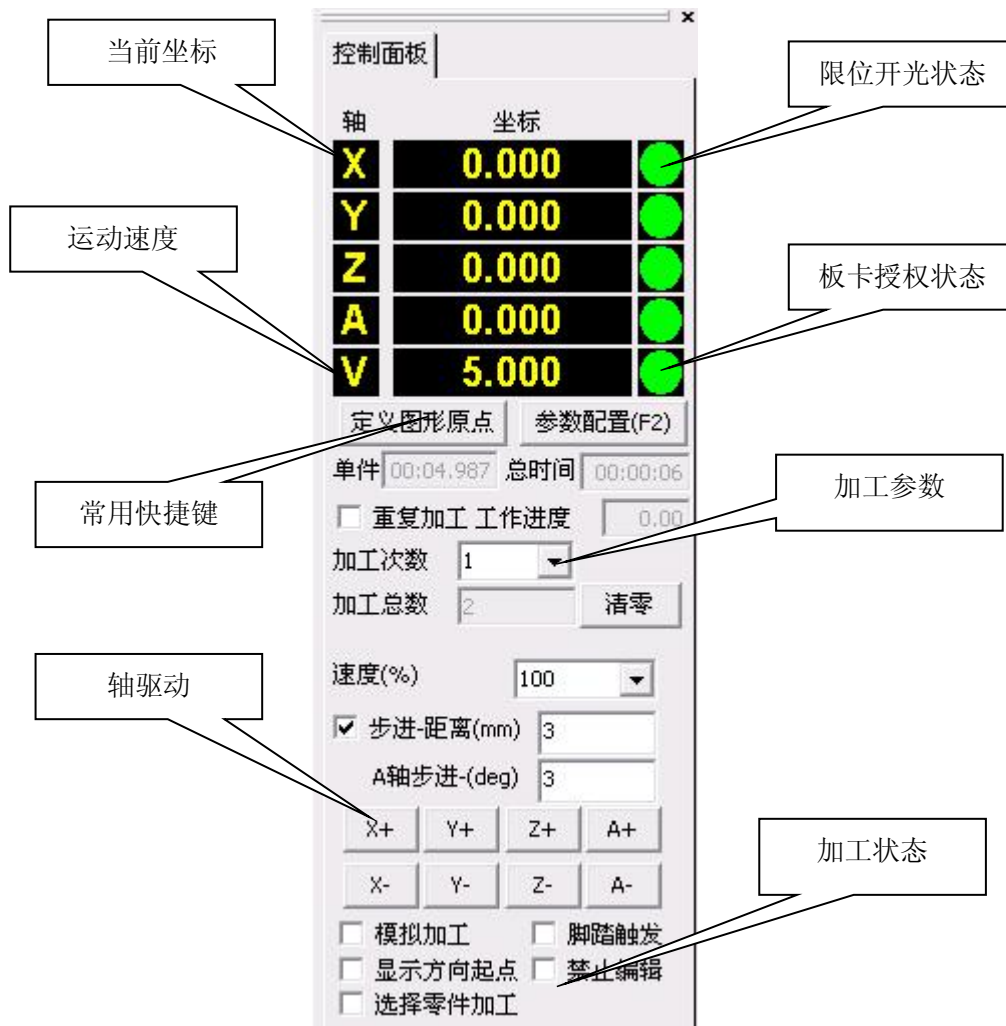 当前坐标
控制面板
限位开光状态
轴 坐标
X 0.000
Y 0.000
运动速度
Z 0.000
板卡授权状态
A 0.000
V 5.000
定义图形原点 参数配置(F2)
单件 00:04.987 总时间 00:00:06
加工参数
常用快捷键
重复加工 工作进度 0.00
加工次数 1
加工总数 2 清零
速度(%) 100
轴驱动
步进-距离(mm) 3
A轴步进-(deg) 3
X+ Y+ Z+ A+
加工状态
X- Y- Z- A-
模拟加工 脚踏触发
显示方向起点 禁止编辑
选择零件加工